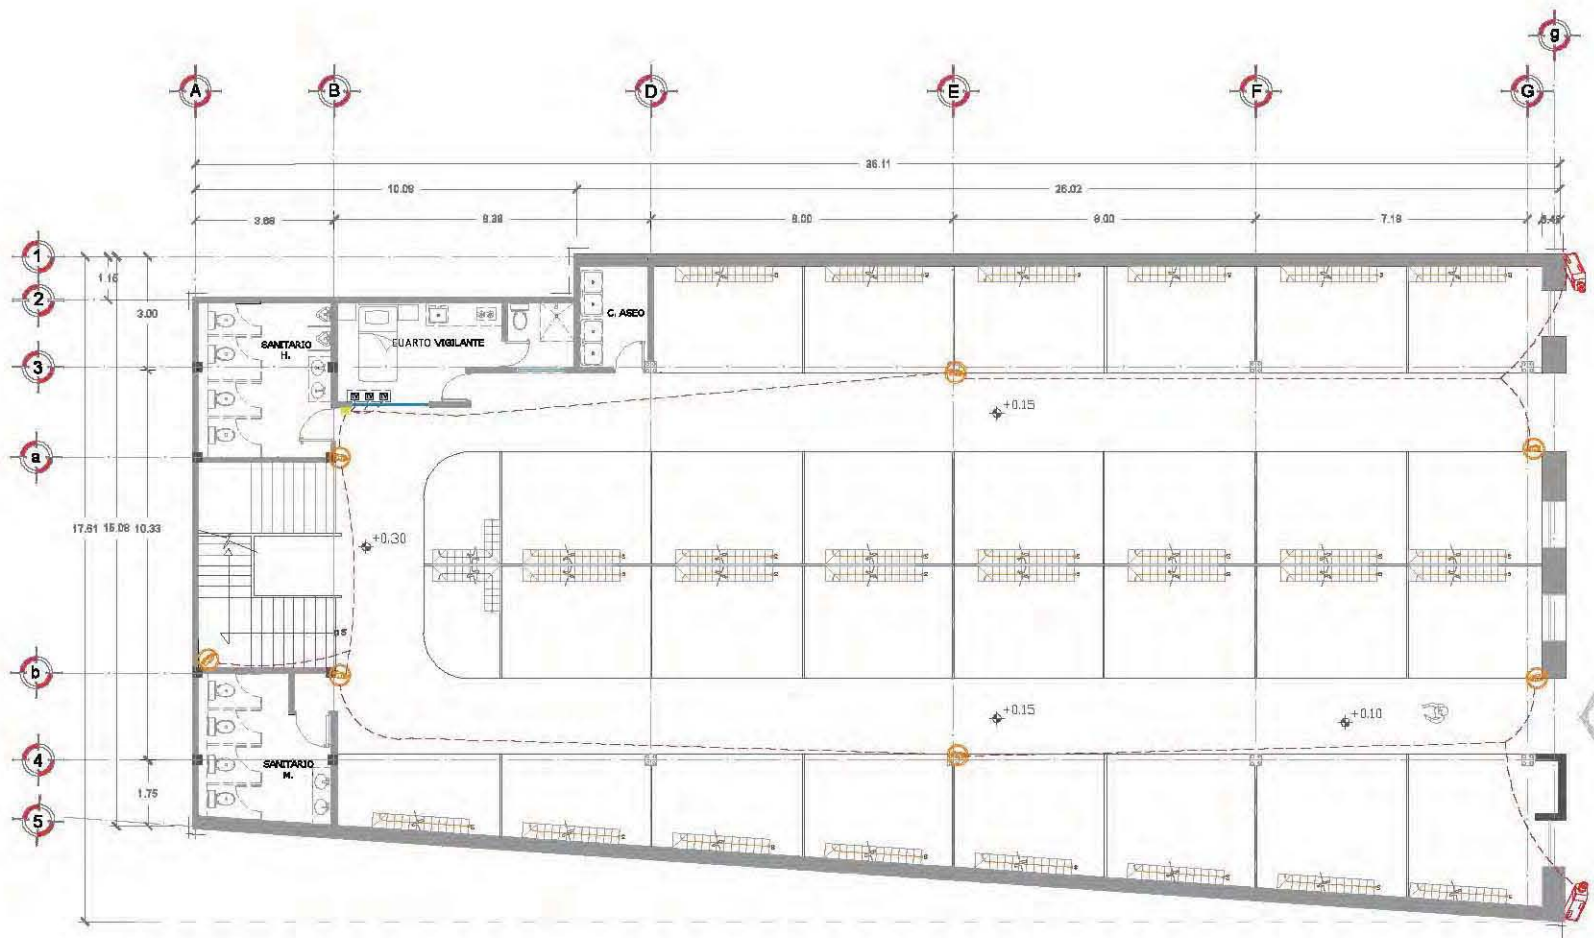 g
A
B
D
E
F
G
36.11
10.09
26.02
3.68
8.38
8.00
8.00
7.18
1
1.16
2
3.00
C. ASEO
SANITARIO
H.
CUARTO VIGILANTE
3
+0.15
a
17.61
15.08
10.33
+0.30
b
+0.15
+0.10
4
SANITARIO
M.
1.75
5